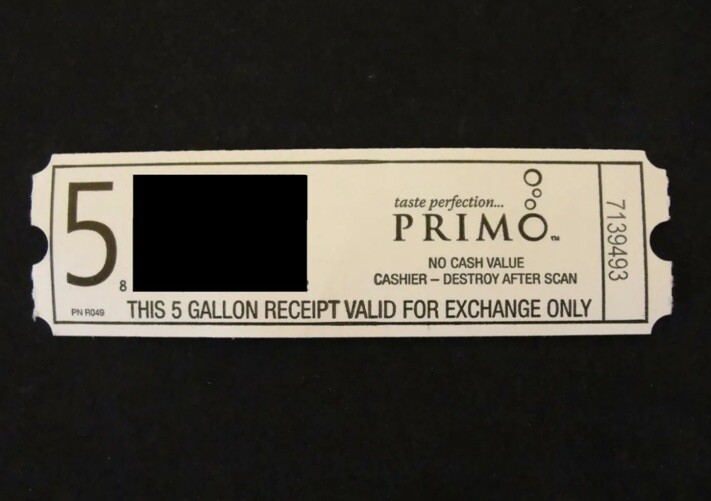 5
8
taste perfection...
PRIMO™
NO CASH VALUE
CASHIER – DESTROY AFTER SCAN
PN R049
THIS 5 GALLON RECEIPT VALID FOR EXCHANGE ONLY
7139493